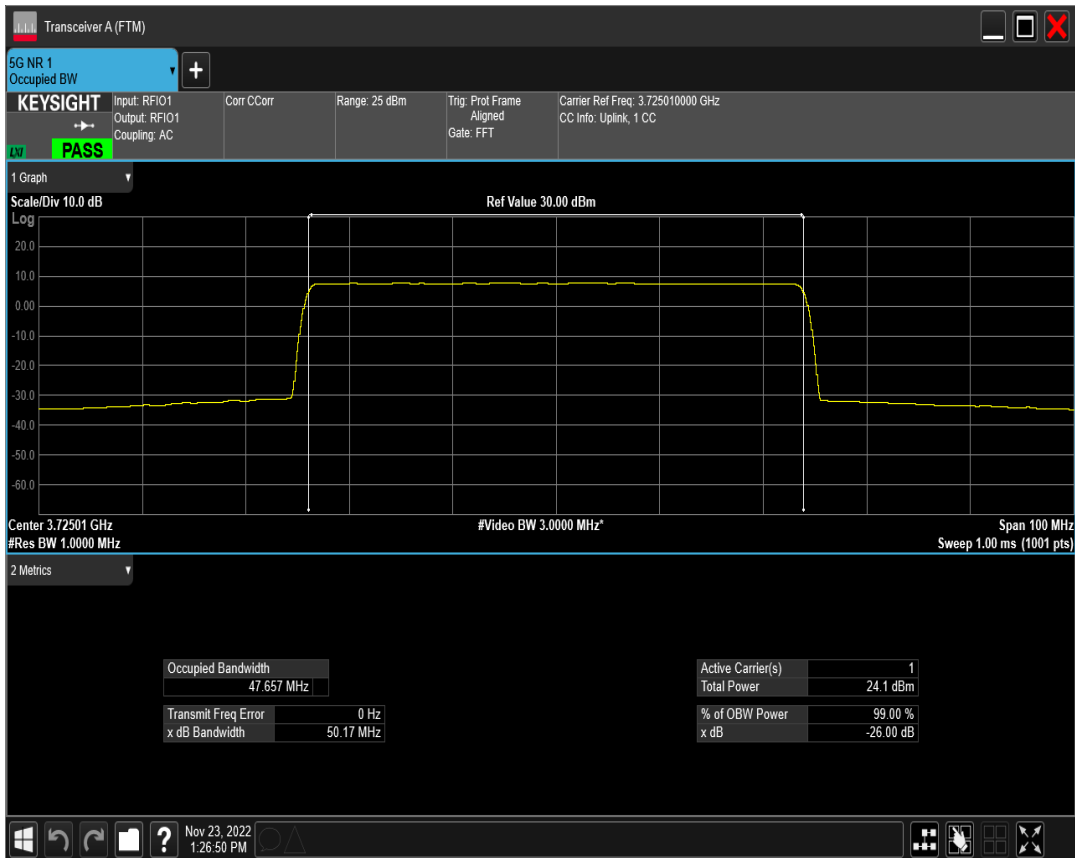 Transceiver A (FTM)
5G NR 1
Occupied BW
+
KEYSIGHT
LXI
PASS
Input: RFIO1
Output: RFIO1
Coupling: AC
Corr CCorr
Range: 25 dBm
Trig: Prot Frame
Aligned
Gate: FFT
Carrier Ref Freq: 3.725010000 GHz
CC Info: Uplink, 1 CC
1 Graph
Scale/Div 10.0 dB
Ref Value 30.00 dBm
Log
20.0
10.0
0.00
-10.0
-20.0
-30.0
-40.0
-50.0
-60.0
Center 3.72501 GHz
#Video BW 3.0000 MHz*
Span 100 MHz
#Res BW 1.0000 MHz
Sweep 1.00 ms (1001 pts)
2 Metrics
Occupied Bandwidth
47.657 MHz
Transmit Freq Error 0 Hz
x dB Bandwidth 50.17 MHz
Active Carrier(s) 1
Total Power 24.1 dBm
% of OBW Power 99.00 %
x dB -26.00 dB
?
Nov 23, 2022
1:26:50 PM